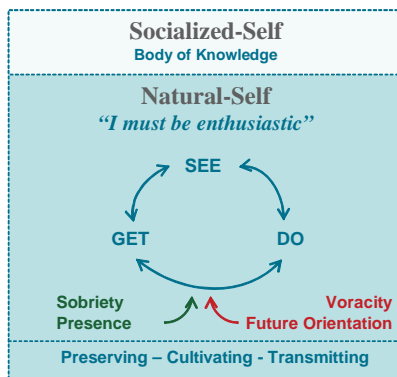 Socialized-Self
Body of Knowledge
Natural-Self
“I must be enthusiastic”
SEE
GET
DO
Sobriety
Presence
Voracity
Future Orientation
Preserving – Cultivating - Transmitting